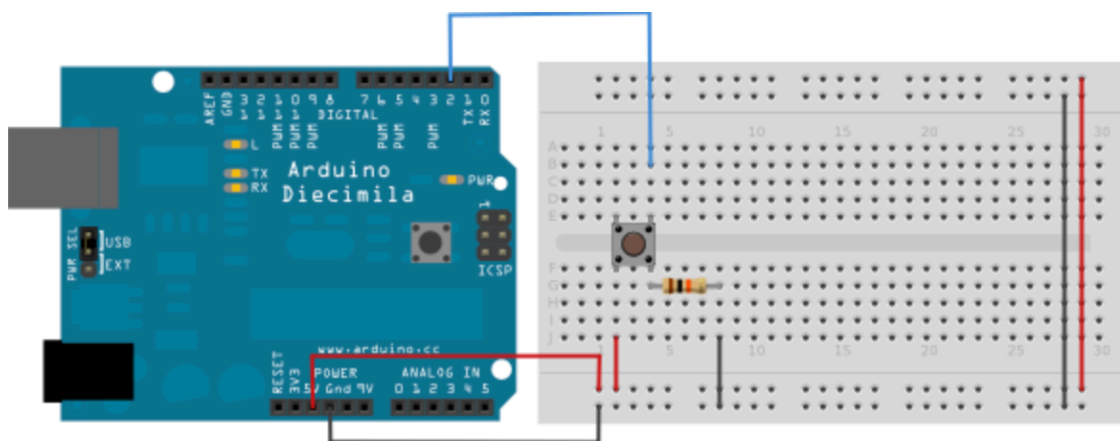 AREF
GND
13
12
11
10
9
8
7
6
5
4
3
2
TX 1
RX 0
DIGITAL
PWM
PWM
PWM
PWM
PWM
PWM
L
TX
RX
Arduino
Diecimila
PWR
1
ICSP
PWR SEL
USB
EXT
www.arduino.cc
POWER
ANALOG IN
RESET
3V3
5V Gnd 9V
0 1 2 3 4 5
1 5 10 15 20 25 30
A
B
C
D
E
F
G
H
I
J
1 5 10 15 20 25 30